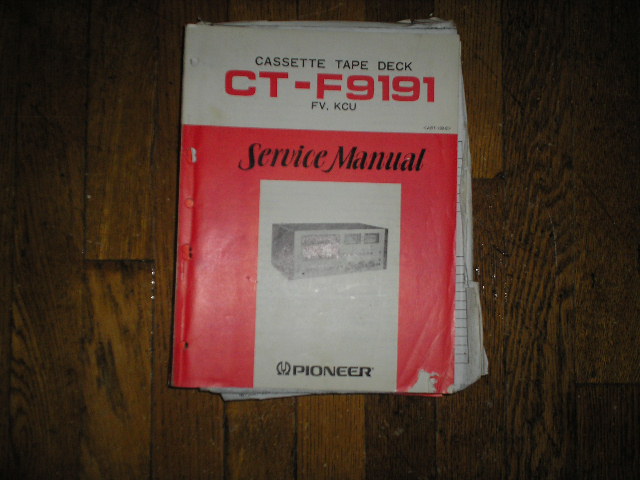 CASSETTE TAPE DECK
CT-F9191
FV, KCU
Service Manual
PIONEER